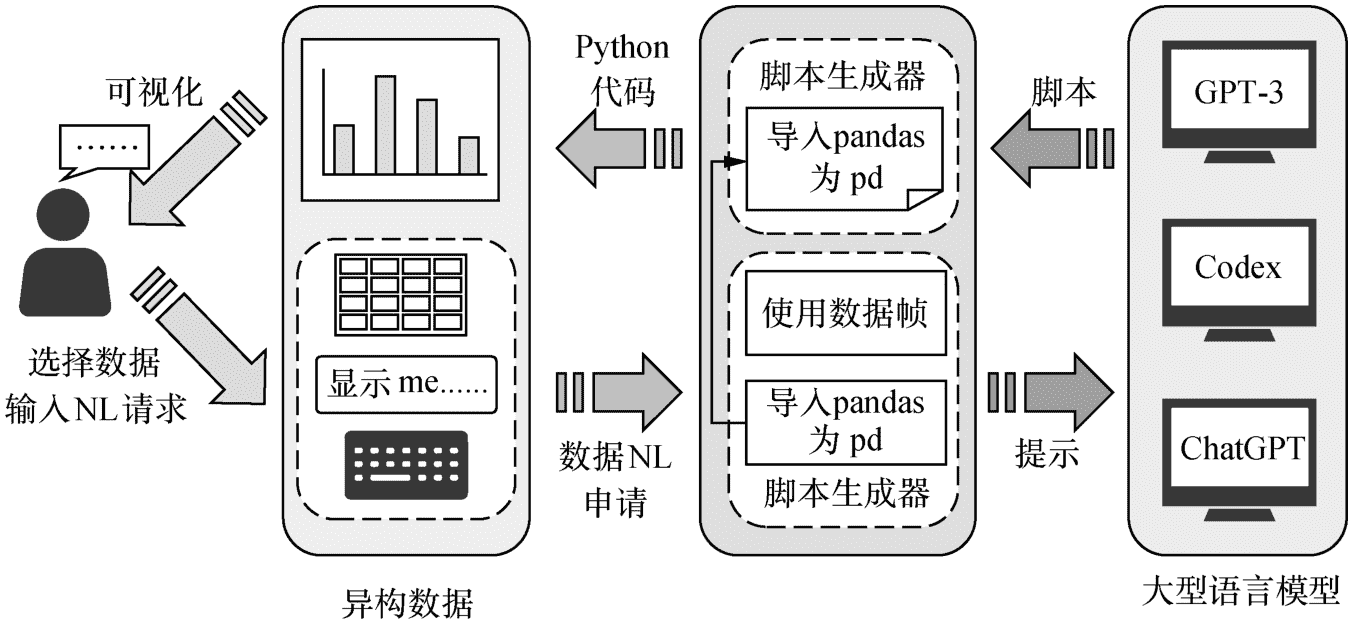 可视化
……
选择数据
输入NL请求
显示 me……
异构数据
Python
代码
数据NL
申请
脚本生成器
导入pandas
为 pd
使用数据帧
导入pandas
为 pd
脚本生成器
脚本
提示
GPT-3
Codex
ChatGPT
大型语言模型